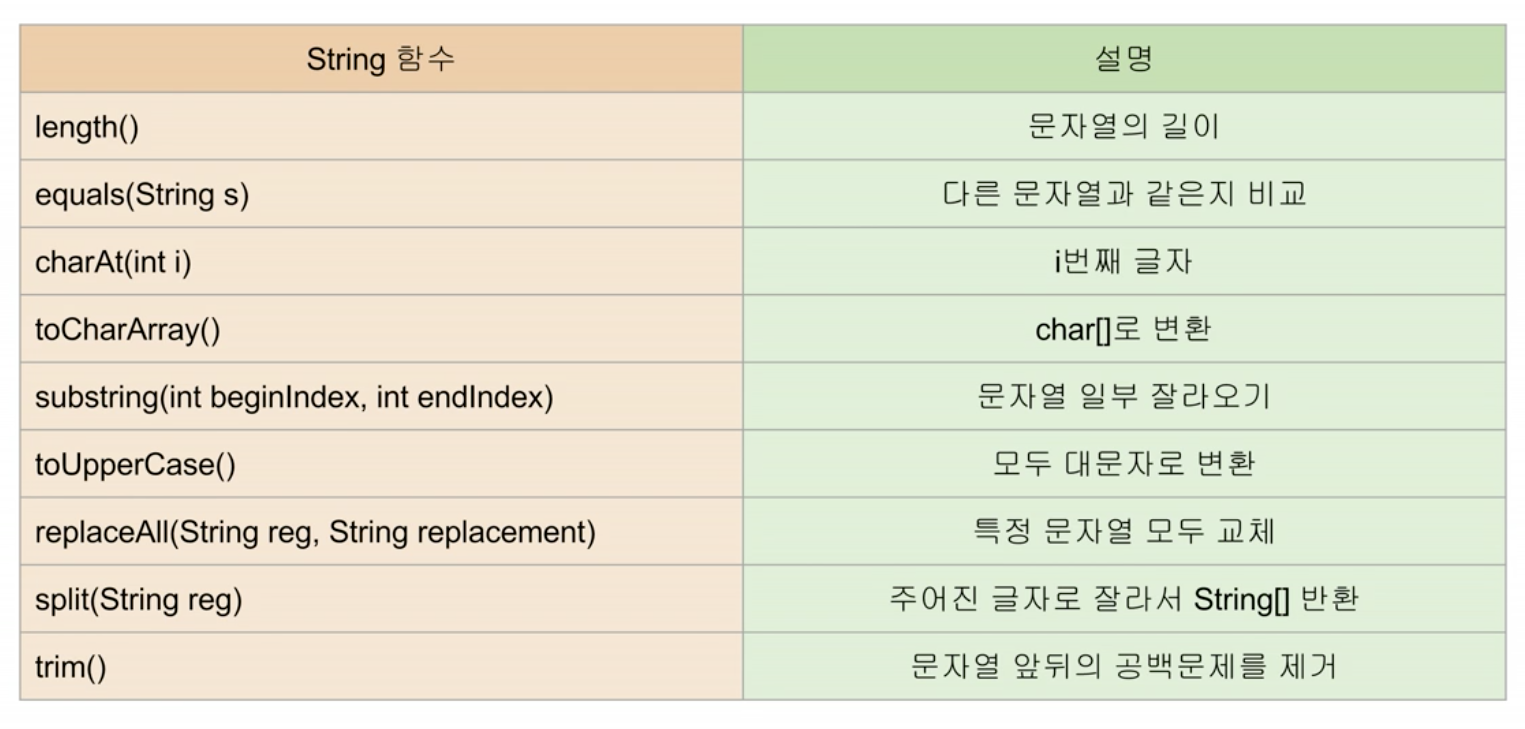 String 함수
설명
length()
문자열의 길이
equals(String s)
다른 문자열과 같은지 비교
charAt(int i)
i번째 글자
toCharArray()
char[]로 변환
substring(int beginIndex, int endIndex)
문자열 일부 잘라오기
toUpperCase()
모두 대문자로 변환
replaceAll(String reg, String replacement)
특정 문자열 모두 교체
split(String reg)
주어진 글자로 잘라서 String[] 반환
trim()
문자열 앞뒤의 공백문제를 제거